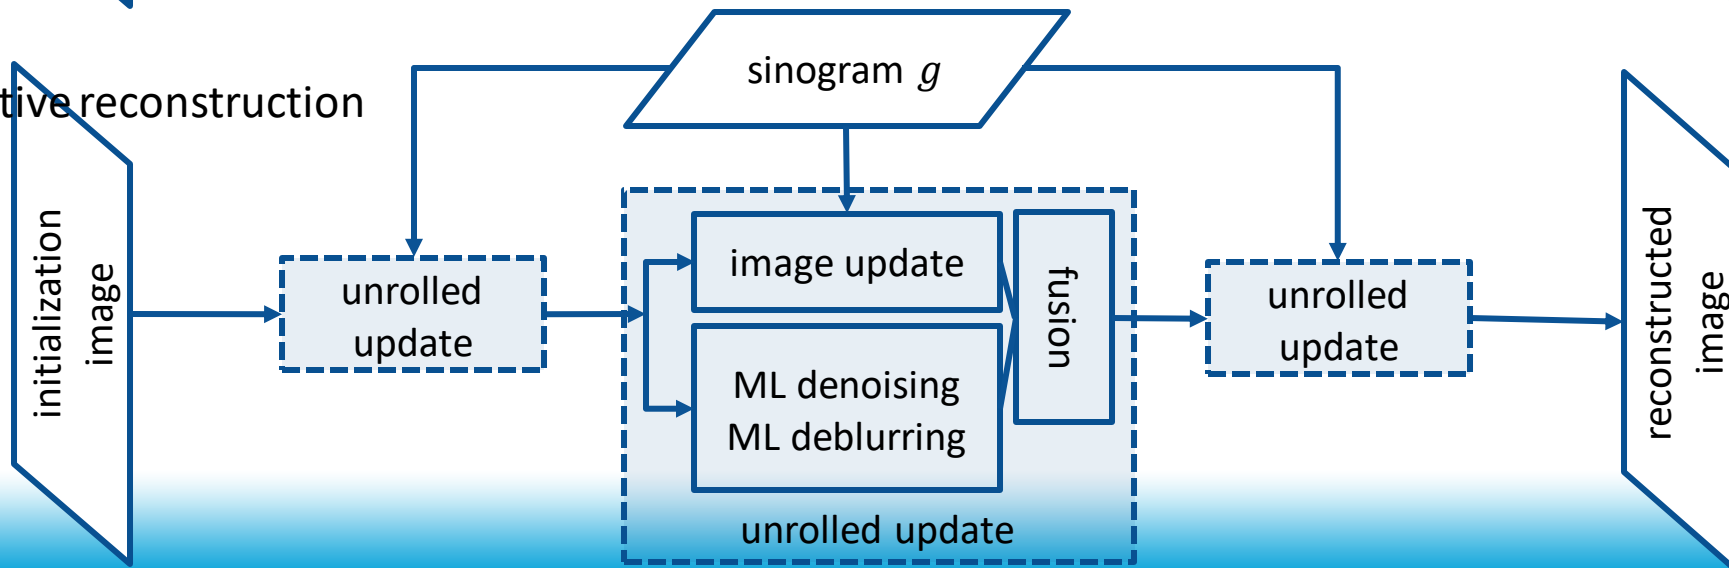 sinogram g
tive reconstruction
initialization
image
unrolled
update
image update
ML denoising
ML deblurring
fusion
unrolled update
unrolled
update
reconstructed
image